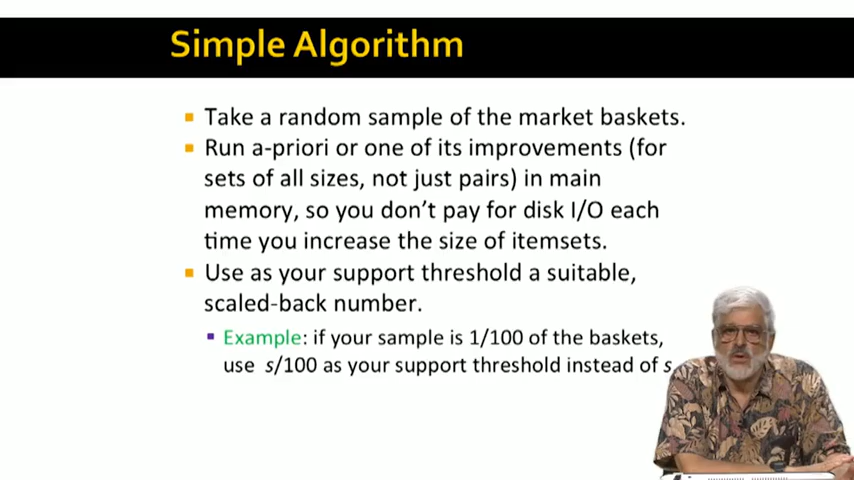 Simple Algorithm
Take a random sample of the market baskets.
Run a-priori or one of its improvements (for
sets of all sizes, not just pairs) in main
memory, so you don't pay for disk I/O each
time you increase the size of itemsets.
Use as your support threshold a suitable,
scaled-back number.
Example: if your sample is 1/100 of the baskets,
use s/100 as your support threshold instead of s